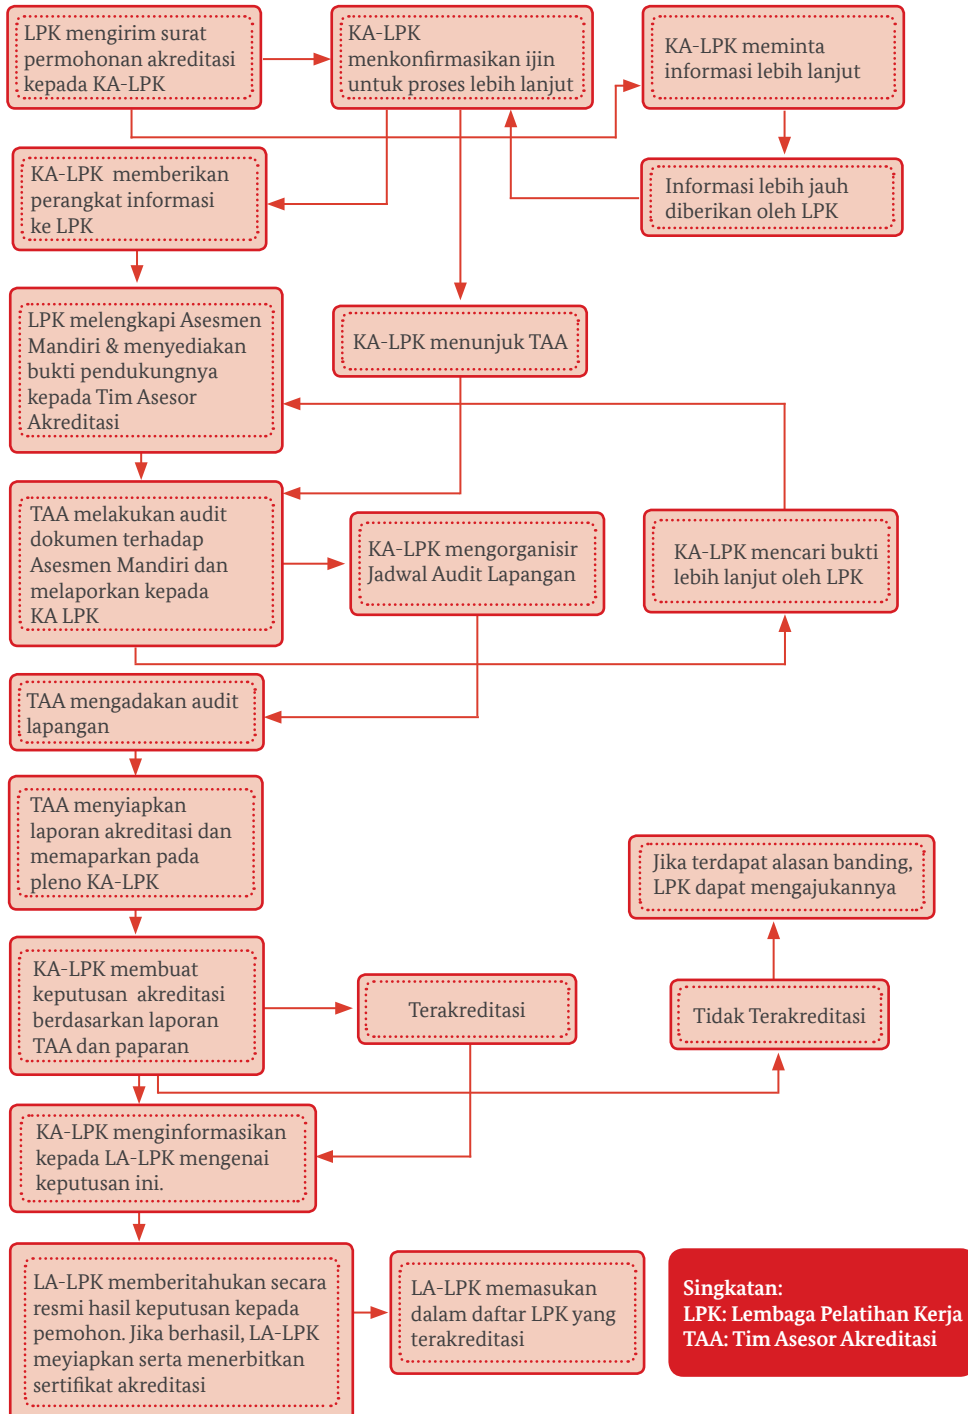 LPK mengirim surat
permohonan akreditasi
kepada KA-LPK
KA-LPK
menkonfirmasikan ijin
untuk proses lebih lanjut
KA-LPK meminta
informasi lebih lanjut
KA-LPK memberikan
perangkat informasi
ke LPK
Informasi lebih jauh
diberikan oleh LPK
LPK melengkapi Asesmen
Mandiri & menyediakan
bukti pendukungnya
kepada Tim Asesor
Akreditasi
KA-LPK menunjuk TAA
TAA melakukan audit
dokumen terhadap
Asesmen Mandiri dan
melaporkan kepada
KA LPK
KA-LPK mengorganisir
Jadwal Audit Lapangan
KA-LPK mencari bukti
lebih lanjut oleh LPK
TAA mengadakan audit
lapangan
TAA menyiapkan
laporan akreditasi dan
memaparkan pada
pleno KA-LPK
Jika terdapat alasan banding,
LPK dapat mengajukannya
KA-LPK membuat
keputusan akreditasi
berdasarkan laporan
TAA dan paparan
Terakreditasi
Tidak Terakreditasi
KA-LPK menginformasikan
kepada LA-LPK mengenai
keputusan ini.
LA-LPK memberitahukan secara
resmi hasil keputusan kepada
pemohon. Jika berhasil, LA-LPK
meyiapkan serta menerbitkan
sertifikat akreditasi
LA-LPK memasukan
dalam daftar LPK yang
terakreditasi
Singkatan:
LPK: Lembaga Pelatihan Kerja
TAA: Tim Asesor Akreditasi